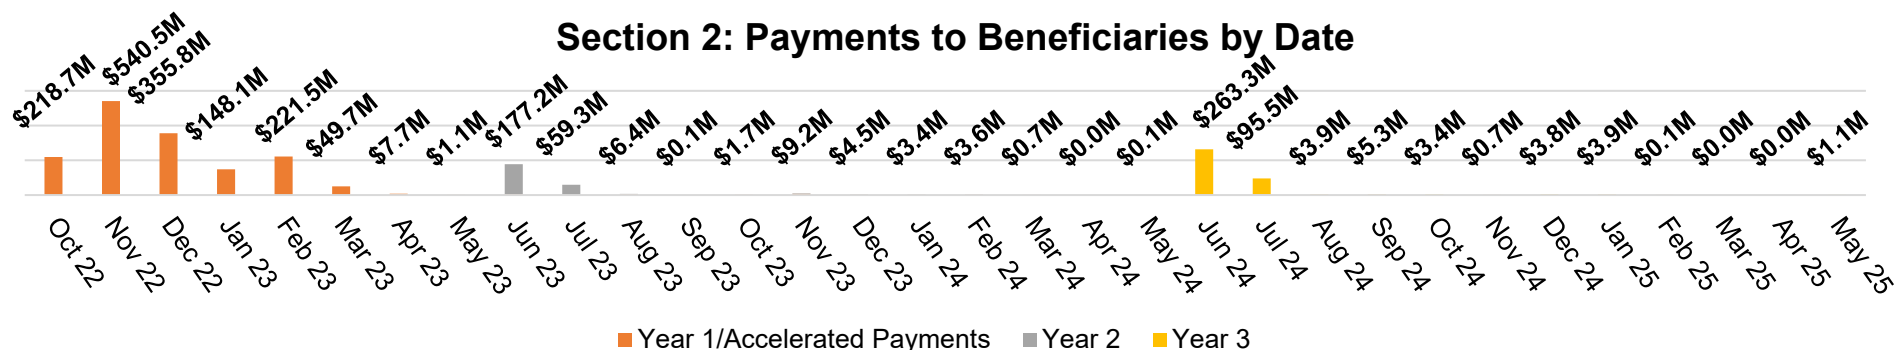 Section 2: Payments to Beneficiaries by Date
$218.7M
$540.5M
$355.8M
$148.1M
$221.5M
$49.7M
$7.7M
$1.1M
$177.2M
$59.3M
$6.4M
$0.1M
$1.7M
$9.2M
$4.5M
$3.4M
$3.6M
$0.7M
$0.0M
$0.1M
$263.3M
$95.5M
$3.9M
$5.3M
$3.4M
$0.7M
$3.8M
$3.9M
$0.1M
$0.0M
$0.0M
$1.1M
Oct 22
Nov 22
Dec 22
Jan 23
Feb 23
Mar 23
Apr 23
May 23
Jun 23
Jul 23
Aug 23
Sep 23
Oct 23
Nov 23
Dec 23
Jan 24
Feb 24
Mar 24
Apr 24
May 24
Jun 24
Jul 24
Aug 24
Sep 24
Oct 24
Nov 24
Dec 24
Jan 25
Feb 25
Mar 25
Apr 25
May 25
Year 1/Accelerated Payments
Year 2
Year 3